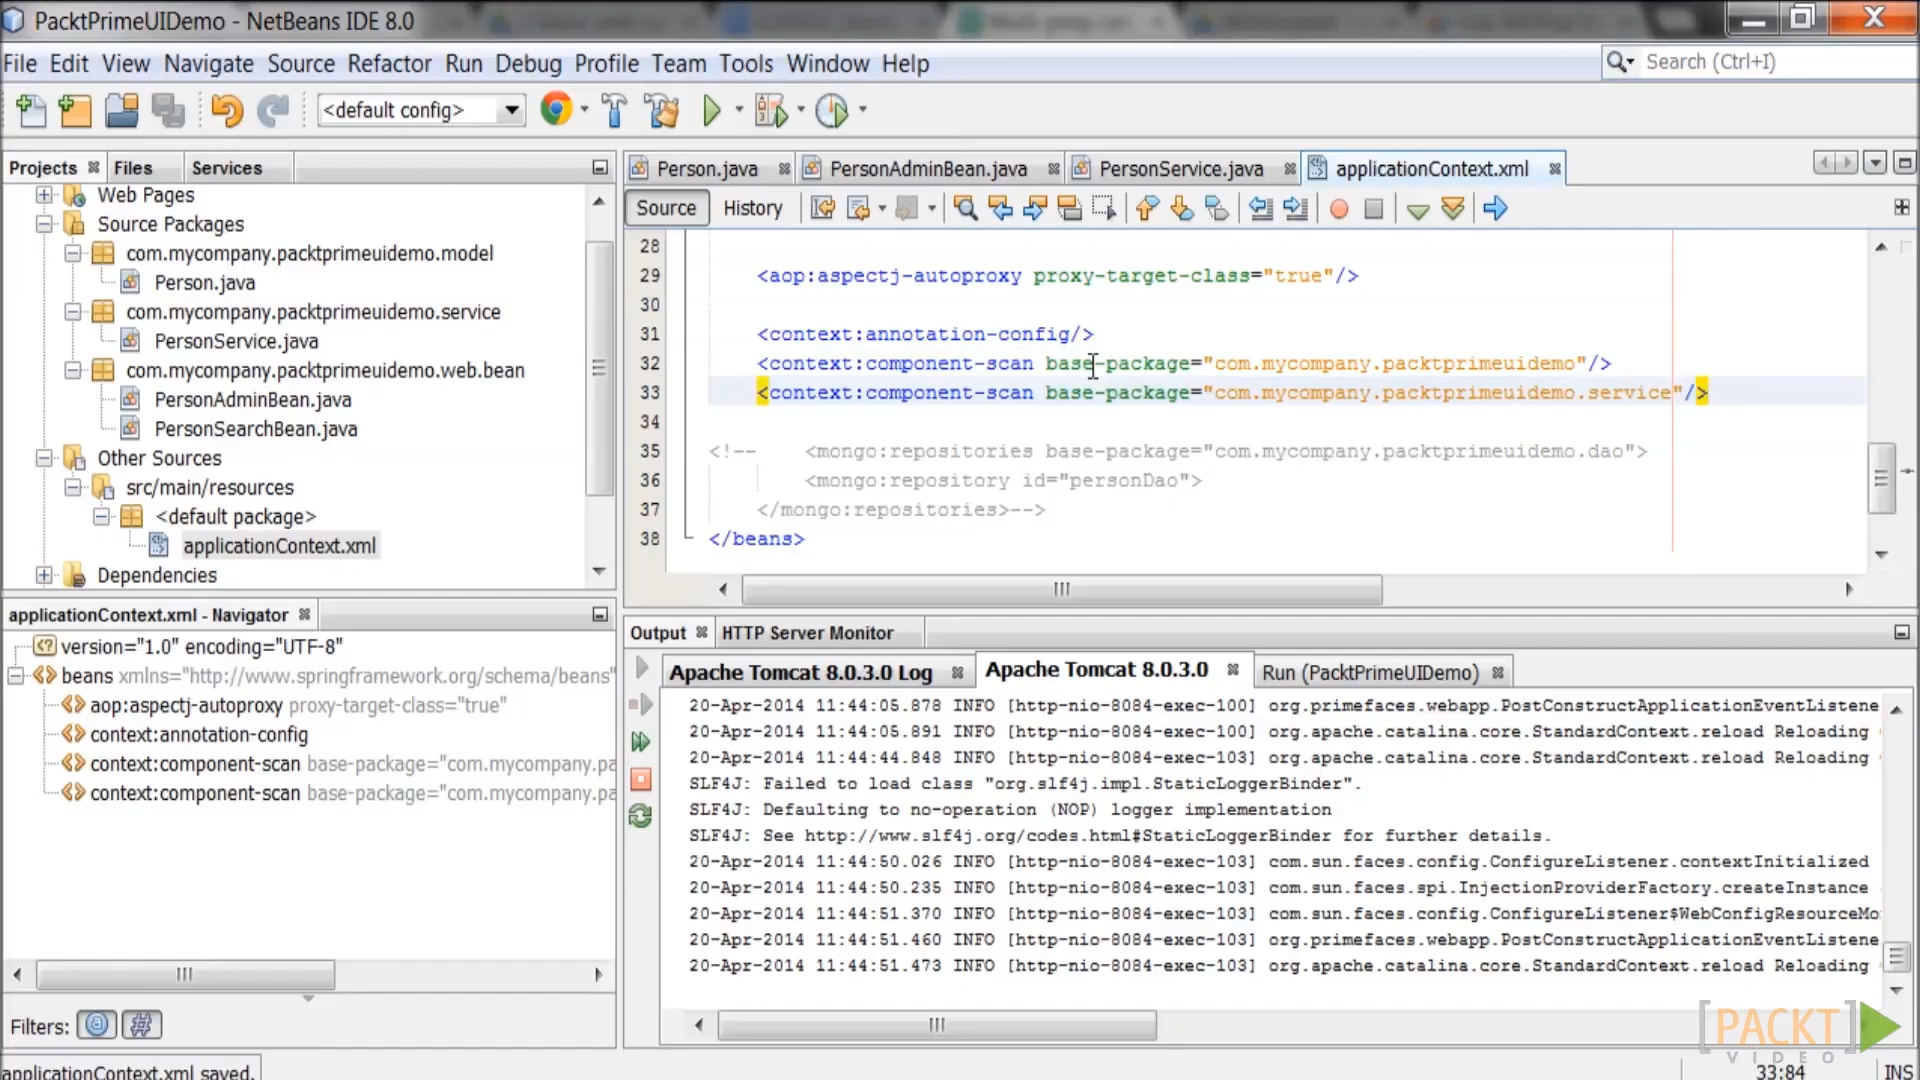 PacktPrimeUIDemo - NetBeans IDE 8.0
File Edit View Navigate Source Refactor Run Debug Profile Team Tools Window Help
Search (Ctrl+I)
<default config>
Projects Files Services
Web Pages
Source Packages
com.mycompany.packtprimeuidemo.model
Person.java
com.mycompany.packtprimeuidemo.service
PersonService.java
com.mycompany.packtprimeuidemo.web.bean
PersonAdminBean.java
PersonSearchBean.java
Other Sources
src/main/resources
<default package>
applicationContext.xml
Dependencies
applicationContext.xml - Navigator
version="1.0" encoding="UTF-8"
beans xmlns="http://www.springframework.org/schema/beans"
aop:aspectj-autoproxy proxy-target-class="true"
context:annotation-config
context:component-scan base-package="com.mycompany.pa
context:component-scan base-package="com.mycompany.pa
Filters:
applicationContext.xml saved.
Person.java PersonAdminBean.java PersonService.java applicationContext.xml
Source History
28
29 <aop:aspectj-autoproxy proxy-target-class="true"/>
30
31 <context:annotation-config/>
32 <context:component-scan base-package="com.mycompany.packtprimeuidemo"/>
33 <context:component-scan base-package="com.mycompany.packtprimeuidemo.service"/>
34
35 <!-- <mongo:repositories base-package="com.mycompany.packtprimeuidemo.dao">
36 <mongo:repository id="personDao">
37 </mongo:repositories>-->
38 </beans>
Output HTTP Server Monitor
Apache Tomcat 8.0.3.0 Log Apache Tomcat 8.0.3.0 Run (PacktPrimeUIDemo)
20-Apr-2014 11:44:05.878 INFO [http-nio-8084-exec-100] org.primefaces.webapp.PostConstructApplicationEventListene
20-Apr-2014 11:44:05.891 INFO [http-nio-8084-exec-100] org.apache.catalina.core.StandardContext.reload Reloading
20-Apr-2014 11:44:44.848 INFO [http-nio-8084-exec-103] org.apache.catalina.core.StandardContext.reload Reloading
SLF4J: Failed to load class "org.slf4j.impl.StaticLoggerBinder".
SLF4J: Defaulting to no-operation (NOP) logger implementation
SLF4J: See http://www.slf4j.org/codes.html#StaticLoggerBinder for further details.
20-Apr-2014 11:44:50.026 INFO [http-nio-8084-exec-103] com.sun.faces.config.ConfigureListener.contextInitialized
20-Apr-2014 11:44:50.235 INFO [http-nio-8084-exec-103] com.sun.faces.spi.InjectionProviderFactory.createInstance
20-Apr-2014 11:44:51.370 INFO [http-nio-8084-exec-103] com.sun.faces.config.ConfigureListener$WebConfigResourceMo
20-Apr-2014 11:44:51.460 INFO [http-nio-8084-exec-103] org.primefaces.webapp.PostConstructApplicationEventListene
20-Apr-2014 11:44:51.473 INFO [http-nio-8084-exec-103] org.apache.catalina.core.StandardContext.reload Reloading
[PACKT]
VIDEO
33:84 INS